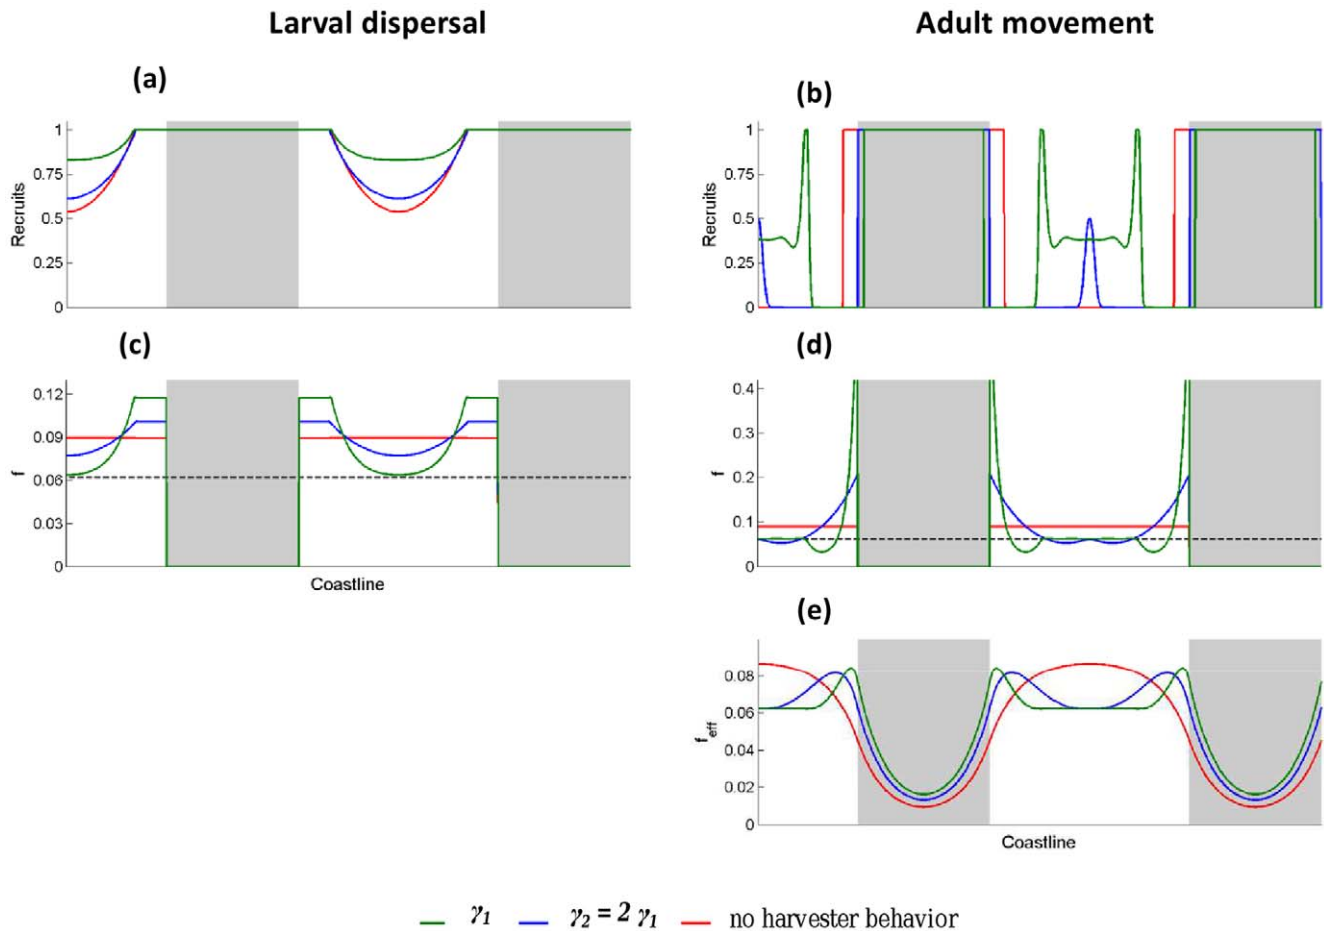 Larval dispersal
Adult movement
(a)
1
0.75
0.5
0.25
0
Recruits
(b)
1
0.75
0.5
0.25
0
Recruits
(c)
0.12
0.09
0.06
0.03
0
f
Coastline
(d)
0.4
0.3
0.2
0.1
0
f
(e)
0.08
0.06
0.04
0.02
0
f_eff
Coastline
γ₁ γ₂ = 2 γ₁ no harvester behavior